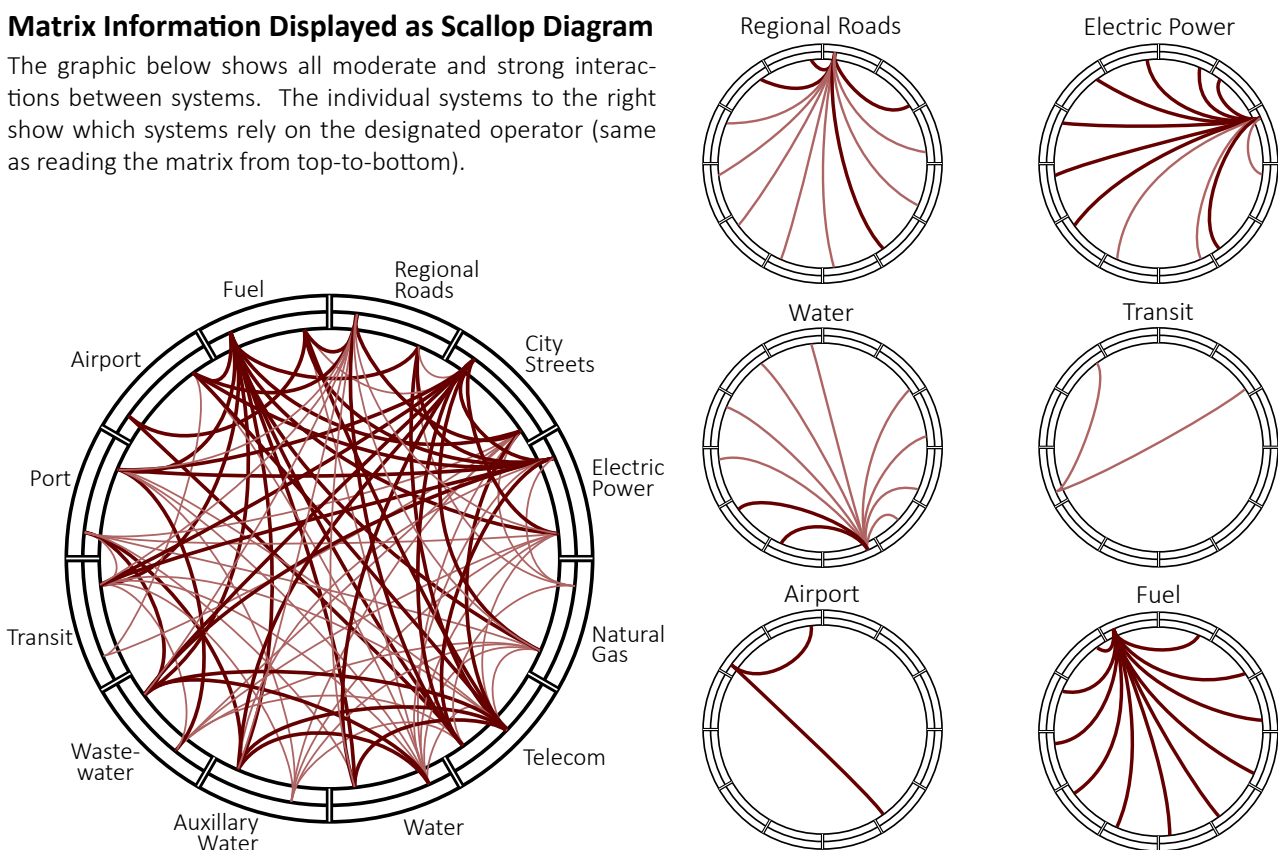 Matrix Information Displayed as Scallop Diagram
The graphic below shows all moderate and strong interac-
tions between systems. The individual systems to the right
show which systems rely on the designated operator (same
as reading the matrix from top-to-bottom).
Regional Roads
Electric Power
Water
Transit
Airport
Fuel
Fuel
Regional
Roads
City
Streets
Electric
Power
Natural
Gas
Telecom
Water
Auxillary
Water
Waste-
water
Transit
Port
Airport